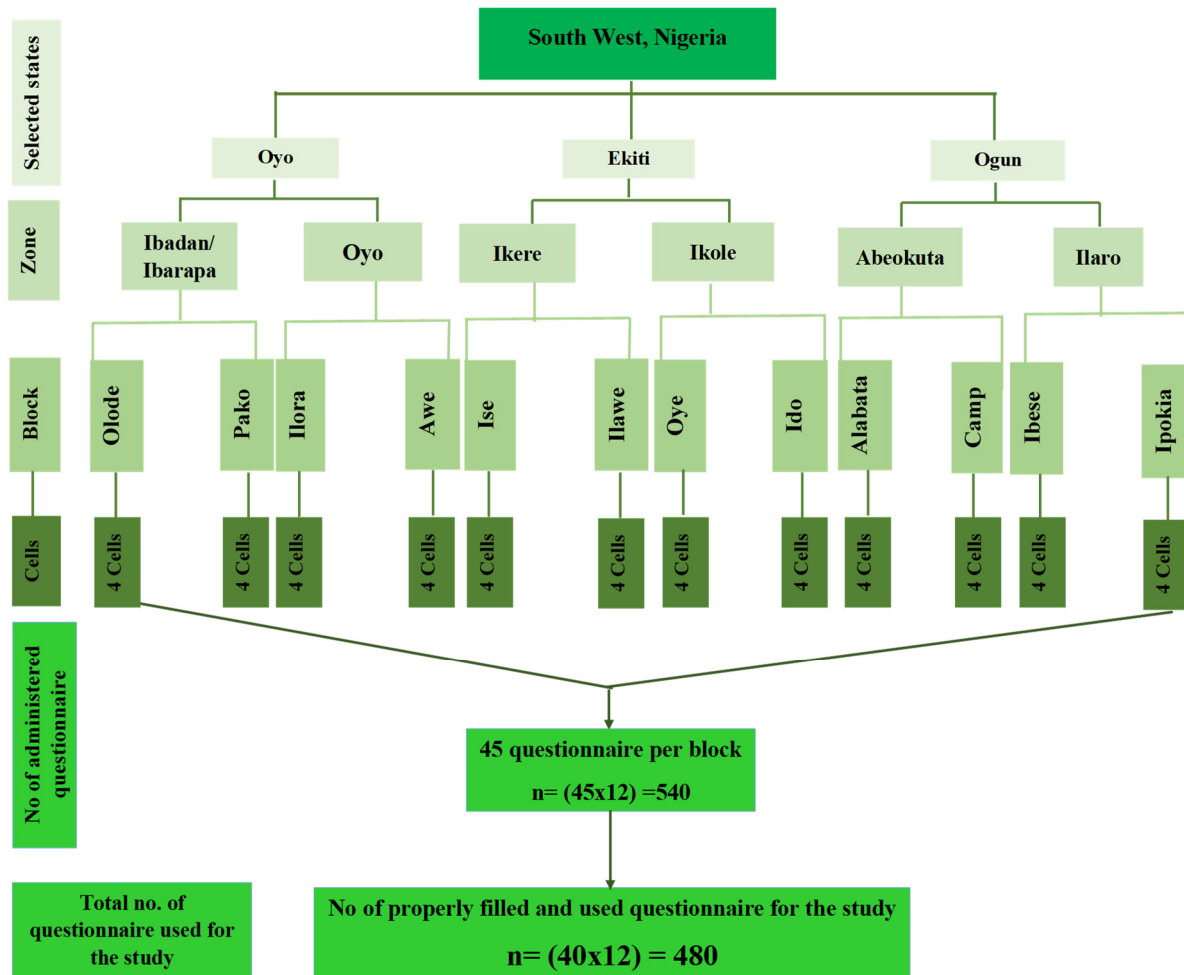 Selected states
South West, Nigeria
Oyo
Ekiti
Ogun
Zone
Ibadan/
Ibarapa
Oyo
Ikere
Ikole
Abeokuta
Ilaro
Block
Olode
Pako
Ilora
Awe
Ise
Ilawe
Oye
Ido
Alabata
Camp
Ibese
Ipokia
Cells
4 Cells
4 Cells
4 Cells
4 Cells
4 Cells
4 Cells
4 Cells
4 Cells
4 Cells
4 Cells
4 Cells
4 Cells
No of administered
questionnaire
45 questionnaire per block
n= (45x12) =540
Total no. of
questionnaire used for
the study
No of properly filled and used questionnaire for the study
n= (40x12) = 480